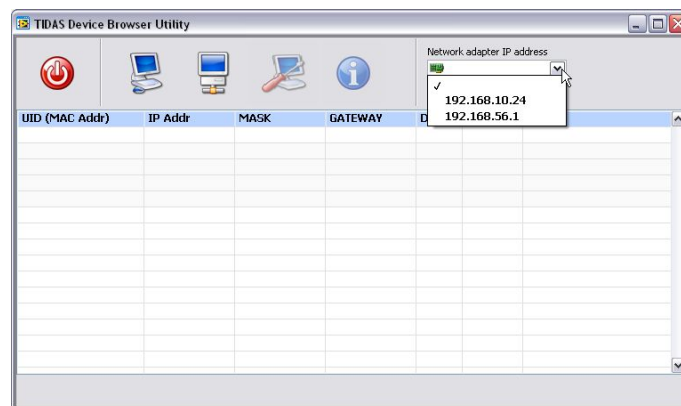 TIDAS Device Browser Utility
Network adapter IP address
✓
192.168.10.24
192.168.56.1
UID (MAC Addr) IP Addr MASK GATEWAY D